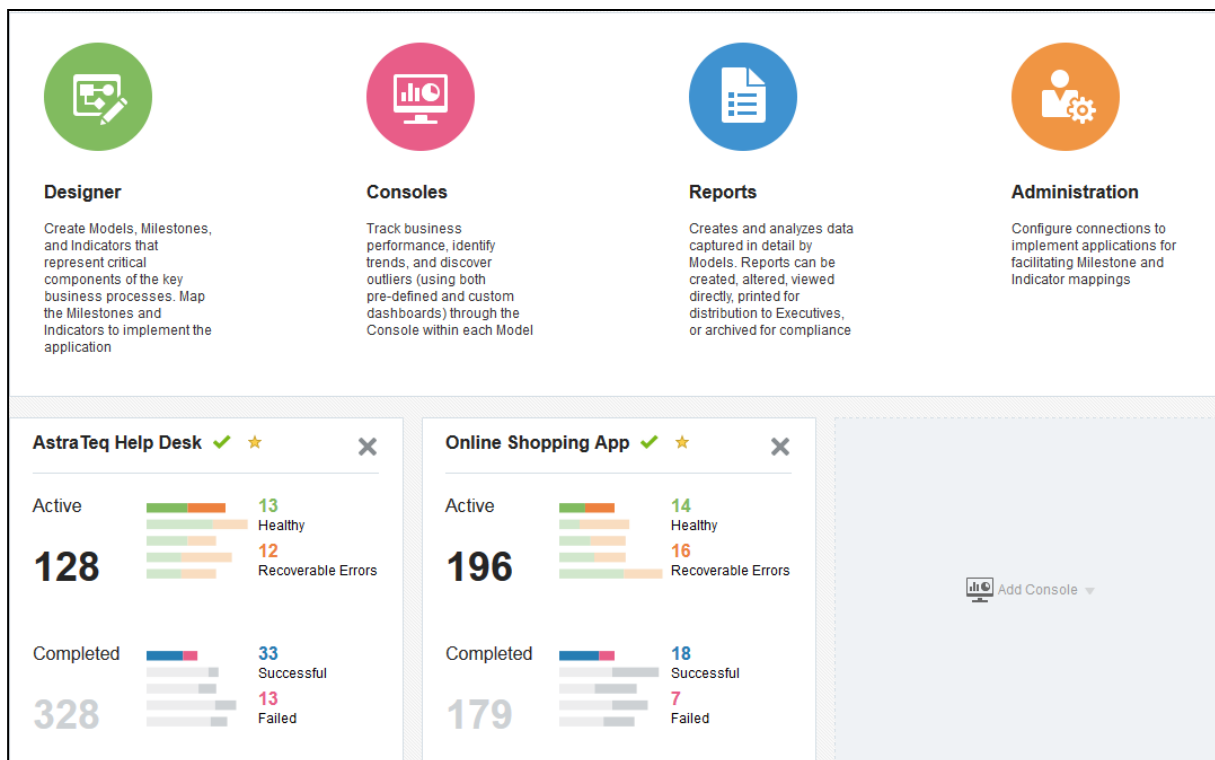 Designer
Create Models, Milestones,
and Indicators that
represent critical
components of the key
business processes. Map
the Milestones and
Indicators to implement the
application
Consoles
Track business
performance, identify
trends, and discover
outliers (using both
pre-defined and custom
dashboards) through the
Console within each Model
Reports
Creates and analyzes data
captured in detail by
Models. Reports can be
created, altered, viewed
directly, printed for
distribution to Executives,
or archived for compliance
Administration
Configure connections to
implement applications for
facilitating Milestone and
Indicator mappings
AstraTeq Help Desk
Active
128
13
Healthy
12
Recoverable Errors
Completed
328
33
Successful
13
Failed
Online Shopping App
Active
196
14
Healthy
16
Recoverable Errors
Completed
179
18
Successful
7
Failed
Add Console